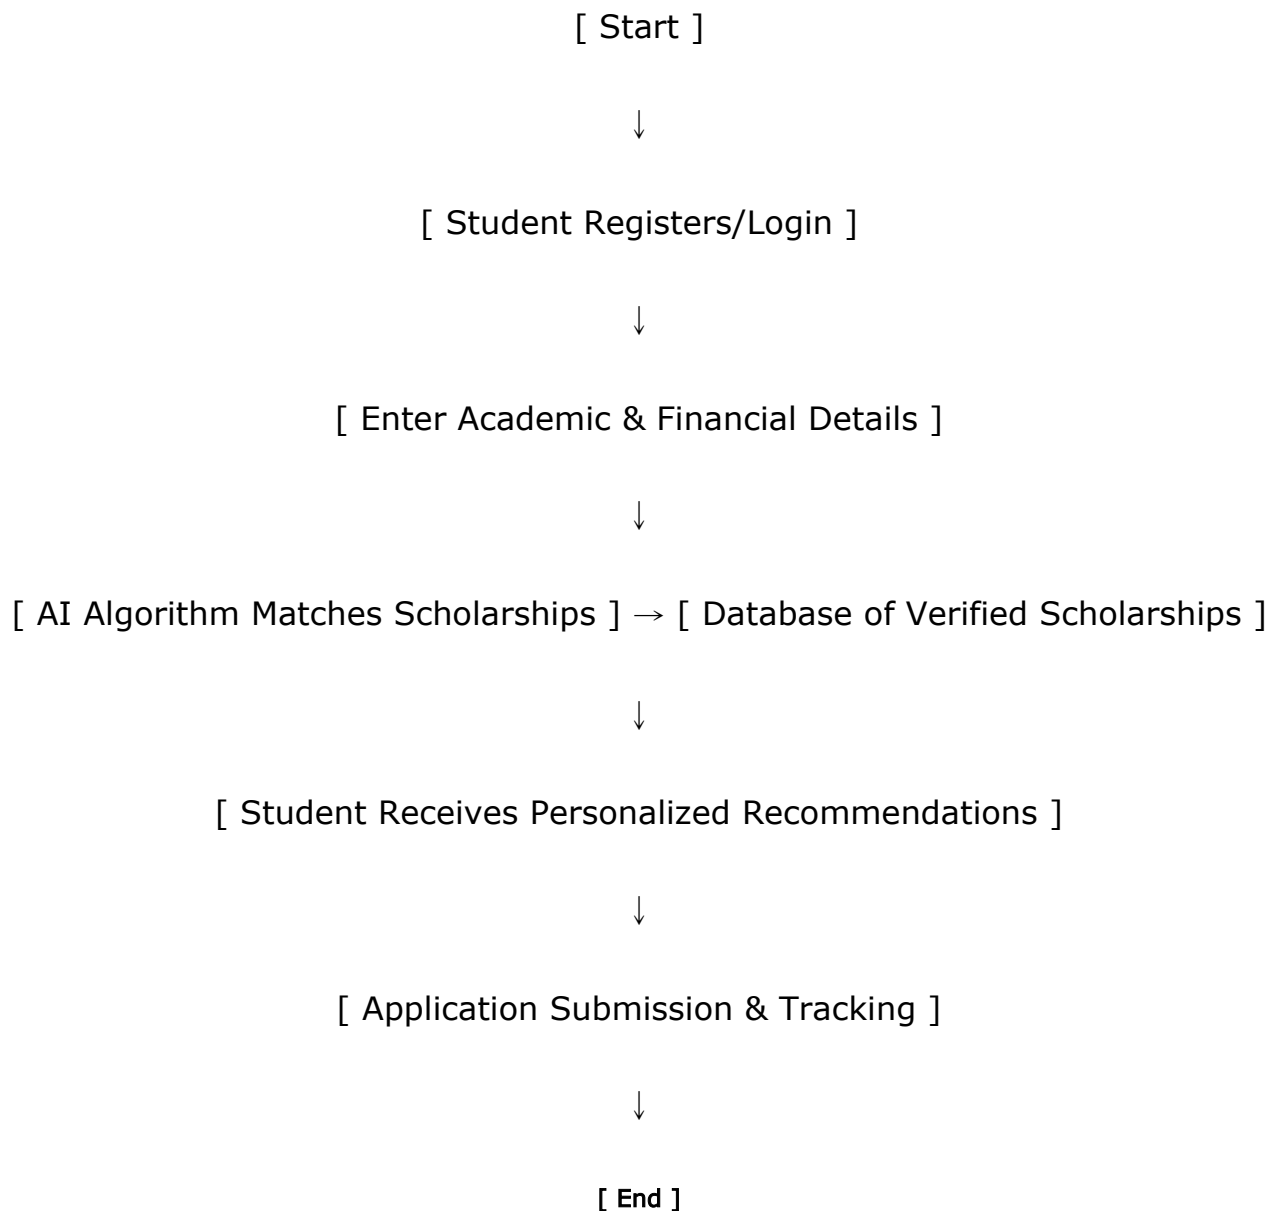 [ Start ]
↓
[ Student Registers/Login ]
↓
[ Enter Academic & Financial Details ]
↓
[ AI Algorithm Matches Scholarships ] → [ Database of Verified Scholarships ]
↓
[ Student Receives Personalized Recommendations ]
↓
[ Application Submission & Tracking ]
↓
[ End ]